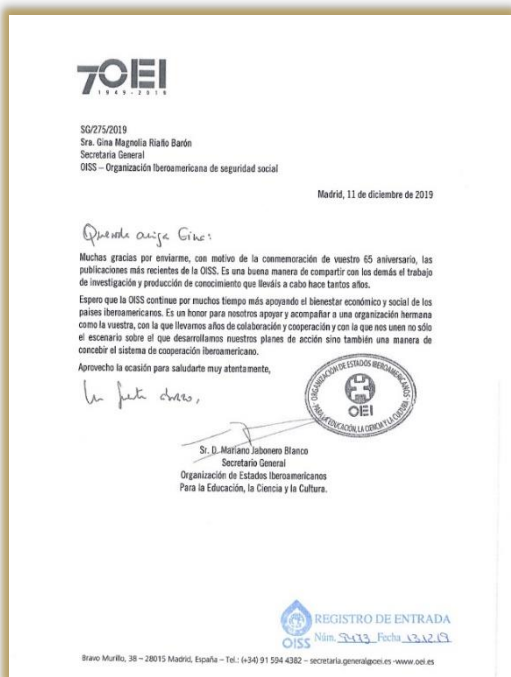 7OEI
1949-2019
SG/275/2019
Sra. Gina Magnolia Riaño Barón
Secretaria General
OISS – Organización Iberoamericana de seguridad social
Madrid, 11 de diciembre de 2019
Querida amiga Gina:
Muchas gracias por enviarme, con motivo de la conmemoración de vuestro 65 aniversario, las
publicaciones más recientes de la OISS. Es una buena manera de compartir con los demás el trabajo
de investigación y producción de conocimiento que lleváis a cabo hace tantos años.
Espero que la OISS continue por muchos tiempo más apoyando el bienestar económico y social de los
países iberoamericanos. Es un honor para nosotros apoyar y acompañar a una organización hermana
como la vuestra, con la que llevamos años de colaboración y cooperación y con la que nos unen no sólo
el escenario sobre el que desarrollamos nuestros planes de acción sino también una manera de
concebir el sistema de cooperación iberoamericano.
Aprovecho la ocasión para saludarte muy atentamente,
Un fuerte abrazo,
ORGANIZACIÓN DE ESTADOS IBEROAMERICANOS
OEI
PARA LA EDUCACIÓN, LA CIENCIA Y LA CULTURA
Sr. D. Mariano Jabonero Blanco
Secretario General
Organización de Estados Iberoamericanos
Para la Educación, la Ciencia y la Cultura.
REGISTRO DE ENTRADA
OISS Núm. Fecha 13.12.19
Bravo Murillo, 38 – 28015 Madrid, España – Tel.: (+34) 91 594 4382 – secretaria.general@oei.es -www.oei.es